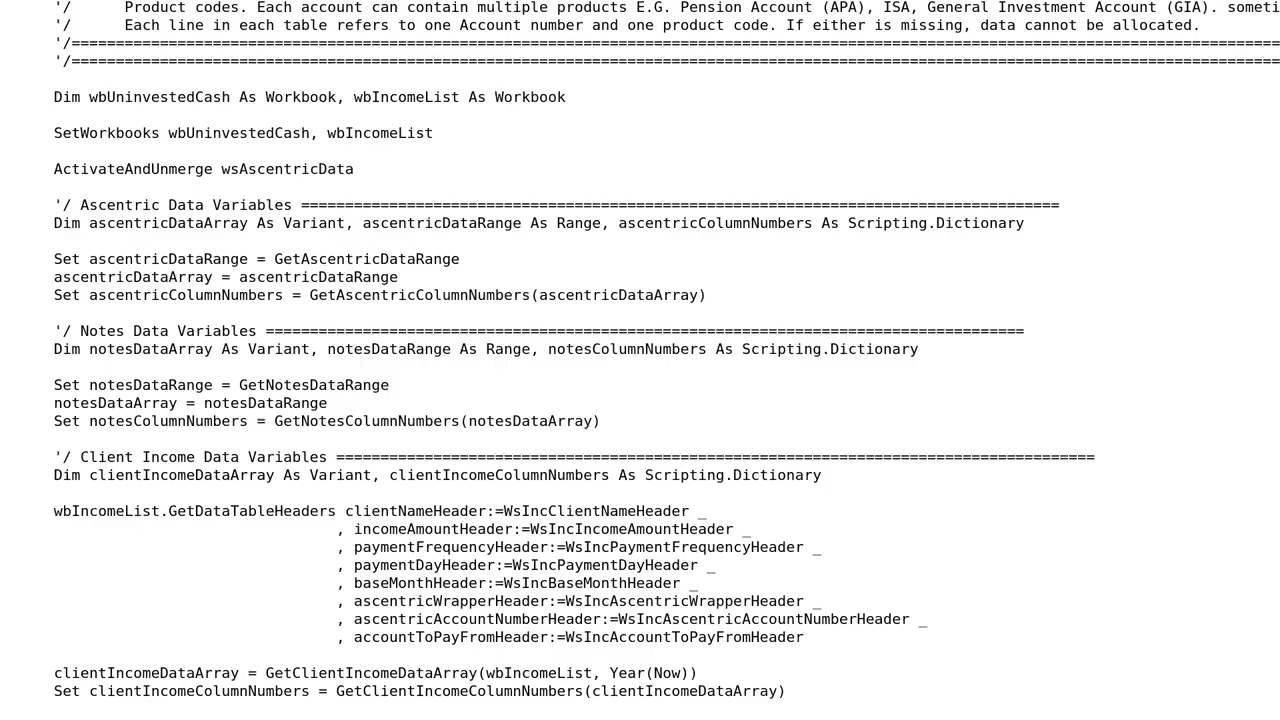 '/      Product codes. Each account can contain multiple products E.G. Pension Account (APA), ISA, General Investment Account (GIA). someti
'/      Each line in each table refers to one Account number and one product code. If either is missing, data cannot be allocated.
'/=========================================================================================================================================
'/=========================================================================================================================================
Dim wbUninvestedCash As Workbook, wbIncomeList As Workbook
SetWorkbooks wbUninvestedCash, wbIncomeList
ActivateAndUnmerge wsAscentricData
'/ Ascentric Data Variables ======================================================================================
Dim ascentricDataArray As Variant, ascentricDataRange As Range, ascentricColumnNumbers As Scripting.Dictionary
Set ascentricDataRange = GetAscentricDataRange
ascentricDataArray = ascentricDataRange
Set ascentricColumnNumbers = GetAscentricColumnNumbers(ascentricDataArray)
'/ Notes Data Variables ======================================================================================
Dim notesDataArray As Variant, notesDataRange As Range, notesColumnNumbers As Scripting.Dictionary
Set notesDataRange = GetNotesDataRange
notesDataArray = notesDataRange
Set notesColumnNumbers = GetNotesColumnNumbers(notesDataArray)
'/ Client Income Data Variables ======================================================================================
Dim clientIncomeDataArray As Variant, clientIncomeColumnNumbers As Scripting.Dictionary
wbIncomeList.GetDataTableHeaders clientNameHeader:=WsIncClientNameHeader _
                                , incomeAmountHeader:=WsIncIncomeAmountHeader _
                                , paymentFrequencyHeader:=WsIncPaymentFrequencyHeader _
                                , paymentDayHeader:=WsIncPaymentDayHeader _
                                , baseMonthHeader:=WsIncBaseMonthHeader _
                                , ascentricWrapperHeader:=WsIncAscentricWrapperHeader _
                                , ascentricAccountNumberHeader:=WsIncAscentricAccountNumberHeader _
                                , accountToPayFromHeader:=WsIncAccountToPayFromHeader
clientIncomeDataArray = GetClientIncomeDataArray(wbIncomeList, Year(Now))
Set clientIncomeColumnNumbers = GetClientIncomeColumnNumbers(clientIncomeDataArray)